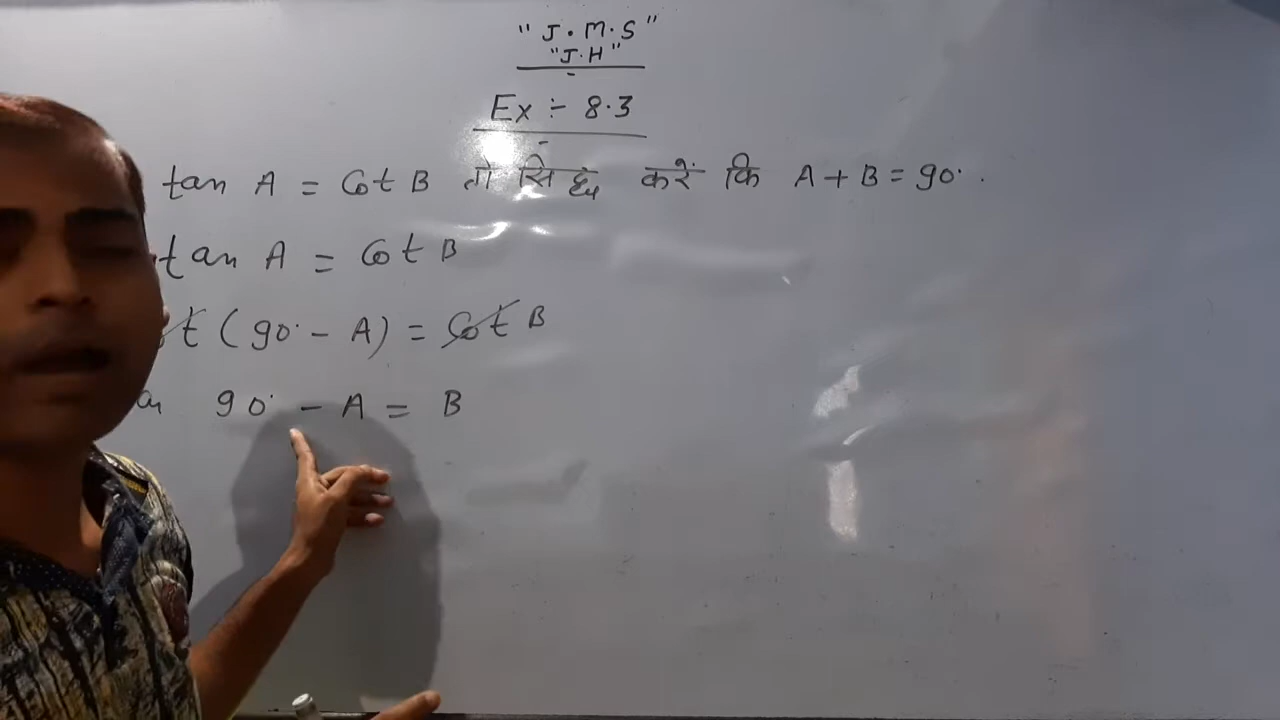 "J.M.S"
"J.H"
Ex ÷ 8.3
tan A = Cot B तो सिद्ध करें कि A + B = 90°.
tan A = Cot B
(90° - A) = Cot B
90° - A = B